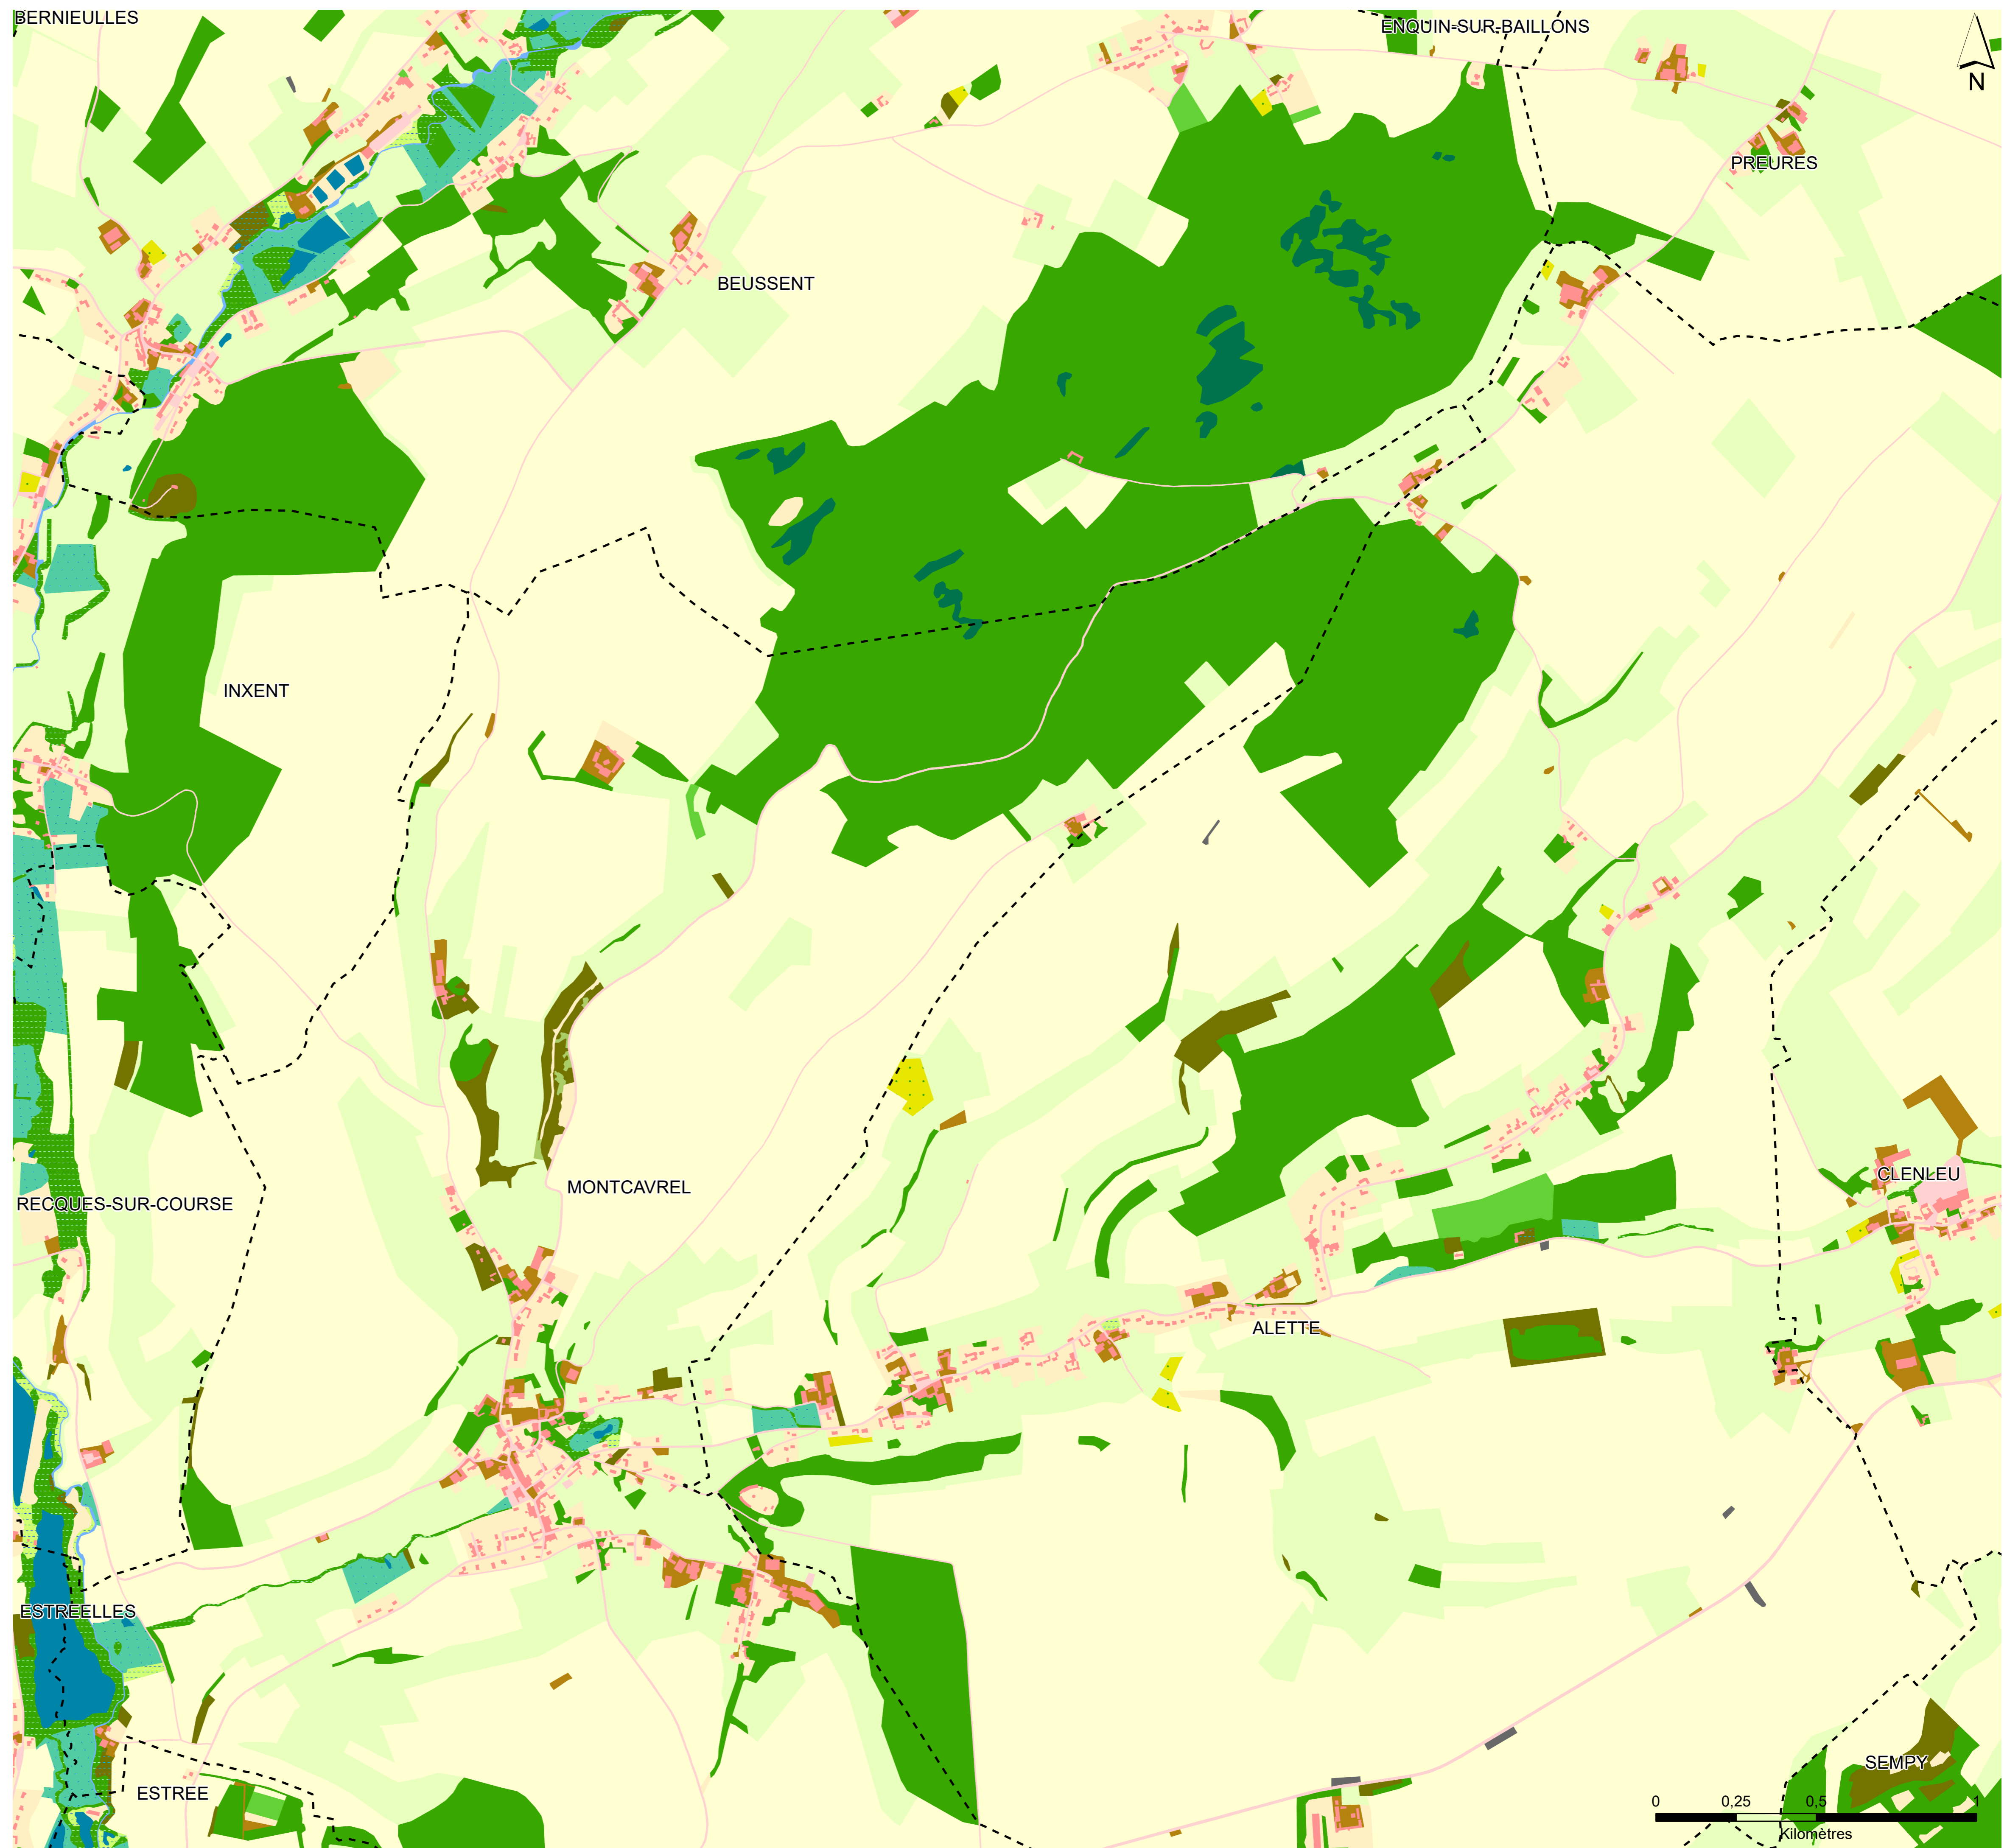 BERNIEULLES
ENQUIN-SUR-BAILLONS
N
PREURES
BEUSSENT
INXENT
CLENLEU
MONTCAVREL
RECQUES-SUR-COURSE
ALETTE
ESTREELLES
SEMPY
ESTREE
0 0,25 0,5 1
Kilomètres